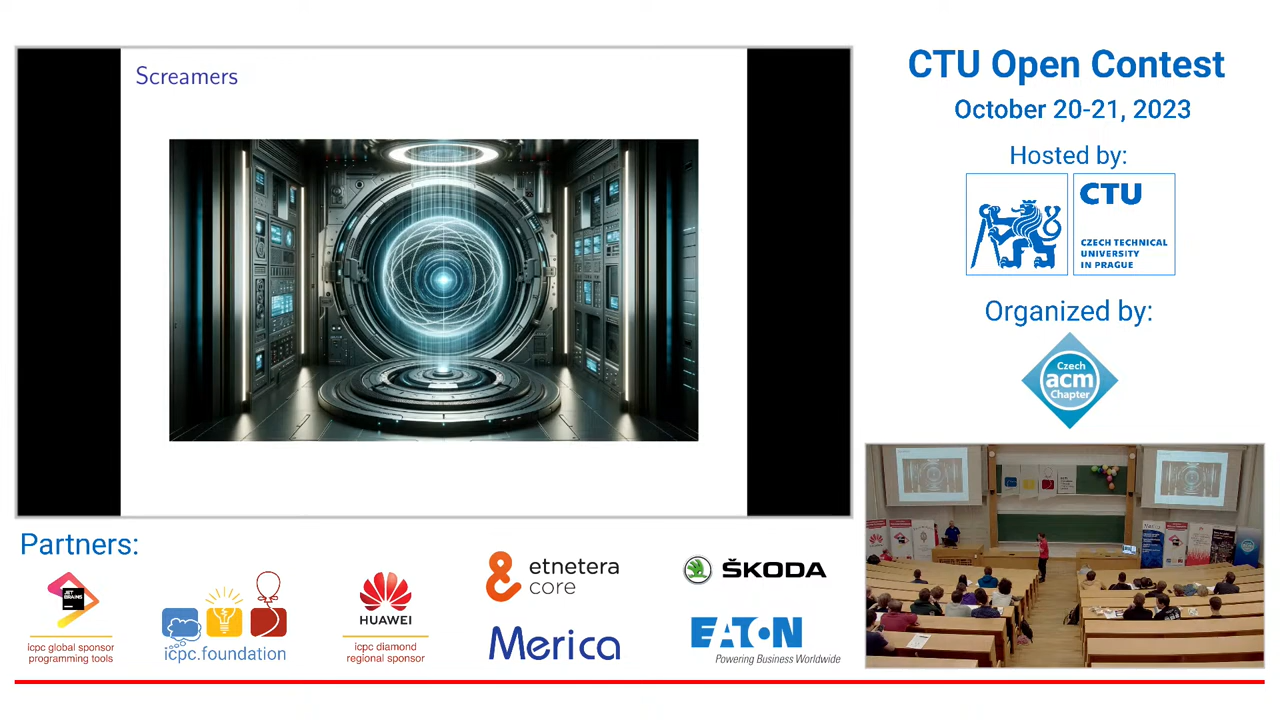 Screamers
CTU Open Contest
October 20-21, 2023
Hosted by:
CTU
CZECH TECHNICAL
UNIVERSITY
IN PRAGUE
Organized by:
Czech
acm
Chapter
Partners:
JET
BRAINS
icpc global sponsor
programming tools
icpc.foundation
HUAWEI
icpc diamond
regional sponsor
etnetera
core
Merica
ŠKODA
EATON
Powering Business Worldwide